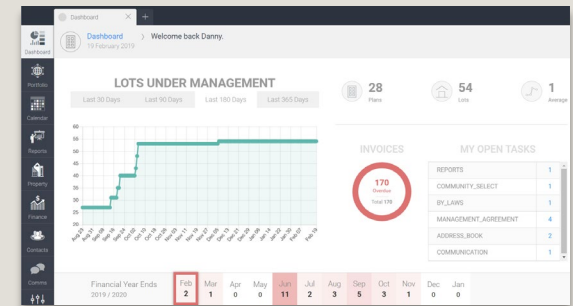 Dashboard
Dashboard
Portfolio
Calendar
Reports
Property
Finance
Contacts
Comms
Dashboard
19 February 2019
Welcome back Danny.
LOTS UNDER MANAGEMENT
Last 30 Days
Last 90 Days
Last 180 Days
Last 365 Days
60
55
50
45
40
35
30
25
20
28
Plans
54
Lots
1
Average
INVOICES
170
Overdue
Total 170
MY OPEN TASKS
REPORTS 1
COMMUNITY_SELECT 1
BY_LAWS 1
MANAGEMENT_AGREEMENT 4
ADDRESS_BOOK 2
COMMUNICATION 1
Financial Year Ends
2019 / 2020
Feb Mar Apr May Jun Jul Aug Sep Oct Nov Dec Jan
2 1 0 0 11 2 3 5 3 1 0 0